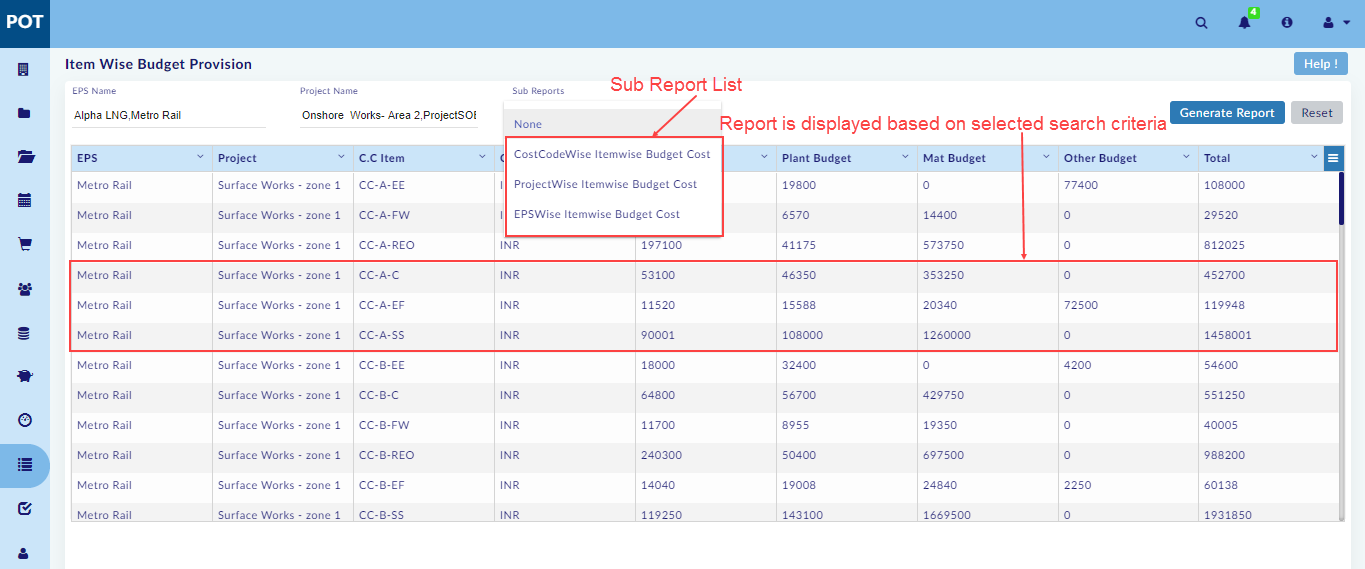 POT
4
Item Wise Budget Provision
Help !
EPS Name
Project Name
Sub Reports
Sub Report List
Alpha LNG,Metro Rail
Onshore Works- Area 2,ProjectSOE
None
Report is displayed based on selected search criteria
Generate Report
Reset
CostCodeWise Itemwise Budget Cost
ProjectWise Itemwise Budget Cost
EPSWise Itemwise Budget Cost
EPS Project C.C Item Plant Budget Mat Budget Other Budget Total
Metro Rail Surface Works - zone 1 CC-A-EE 19800 0 77400 108000
Metro Rail Surface Works - zone 1 CC-A-FW 6570 14400 0 29520
Metro Rail Surface Works - zone 1 CC-A-REO INR 197100 41175 573750 0 812025
Metro Rail Surface Works - zone 1 CC-A-C INR 53100 46350 353250 0 452700
Metro Rail Surface Works - zone 1 CC-A-EF INR 11520 15588 20340 72500 119948
Metro Rail Surface Works - zone 1 CC-A-SS INR 90001 108000 1260000 0 1458001
Metro Rail Surface Works - zone 1 CC-B-EE INR 18000 32400 0 4200 54600
Metro Rail Surface Works - zone 1 CC-B-C INR 64800 56700 429750 0 551250
Metro Rail Surface Works - zone 1 CC-B-FW INR 11700 8955 19350 0 40005
Metro Rail Surface Works - zone 1 CC-B-REO INR 240300 50400 697500 0 988200
Metro Rail Surface Works - zone 1 CC-B-EF INR 14040 19008 24840 2250 60138
Metro Rail Surface Works - zone 1 CC-B-SS INR 119250 143100 1669500 0 1931850